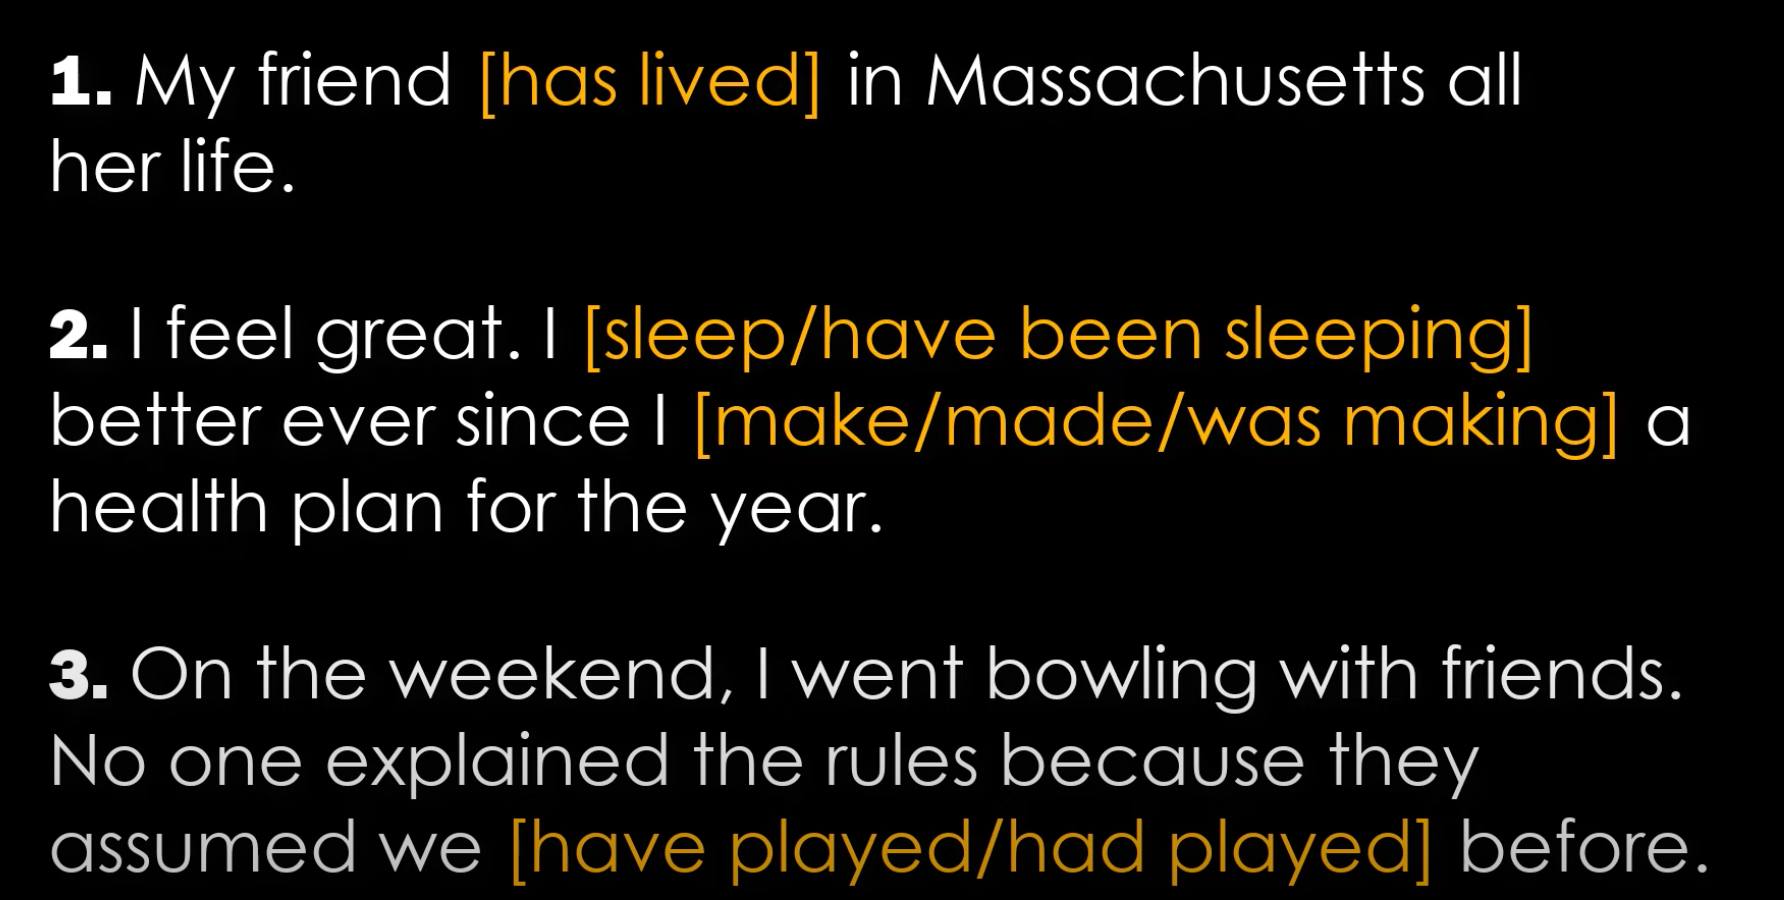 1. My friend [has lived] in Massachusetts all
her life.
2. I feel great. I [sleep/have been sleeping]
better ever since I [make/made/was making] a
health plan for the year.
3. On the weekend, I went bowling with friends.
No one explained the rules because they
assumed we [have played/had played] before.